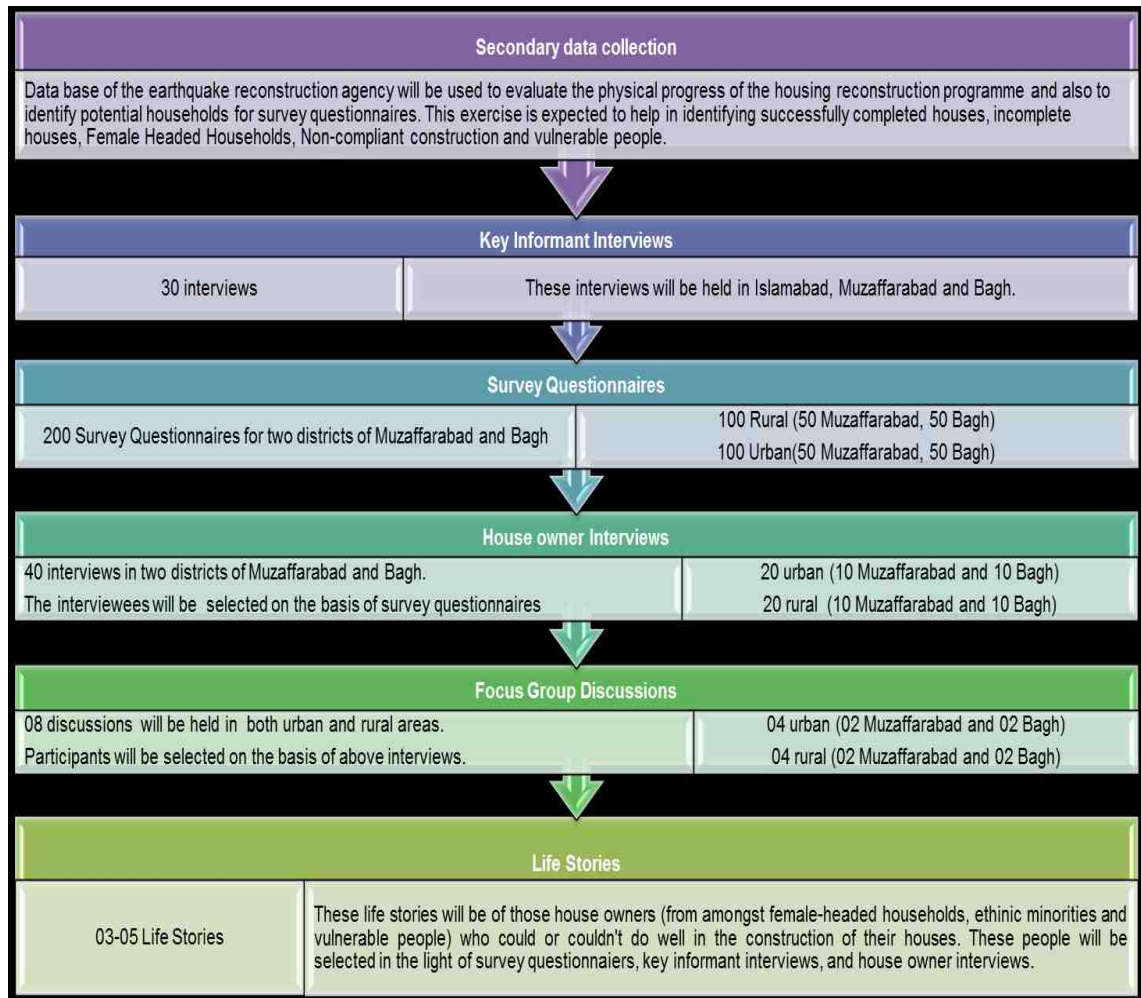 Secondary data collection
Data base of the earthquake reconstruction agency will be used to evaluate the physical progress of the housing reconstruction programme and also to
identify potential households for survey questionnaires. This exercise is expected to help in identifying successfully completed houses, incomplete
houses, Female Headed Households, Non-compliant construction and vulnerable people.
Key Informant Interviews
30 interviews
These interviews will be held in Islamabad, Muzaffarabad and Bagh.
Survey Questionnaires
200 Survey Questionnaires for two districts of Muzaffarabad and Bagh
100 Rural (50 Muzaffarabad, 50 Bagh)
100 Urban(50 Muzaffarabad, 50 Bagh)
House owner Interviews
40 interviews in two districts of Muzaffarabad and Bagh.
The interviewees will be selected on the basis of survey questionnaires
20 urban (10 Muzaffarabad and 10 Bagh)
20 rural (10 Muzaffarabad and 10 Bagh)
Focus Group Discussions
08 discussions will be held in both urban and rural areas.
Participants will be selected on the basis of above interviews.
04 urban (02 Muzaffarabad and 02 Bagh)
04 rural (02 Muzaffarabad and 02 Bagh)
Life Stories
03-05 Life Stories
These life stories will be of those house owners (from amongst female-headed households, ethinic minorities and
vulnerable people) who could or couldn't do well in the construction of their houses. These people will be
selected in the light of survey questionnaiers, key informant interviews, and house owner interviews.